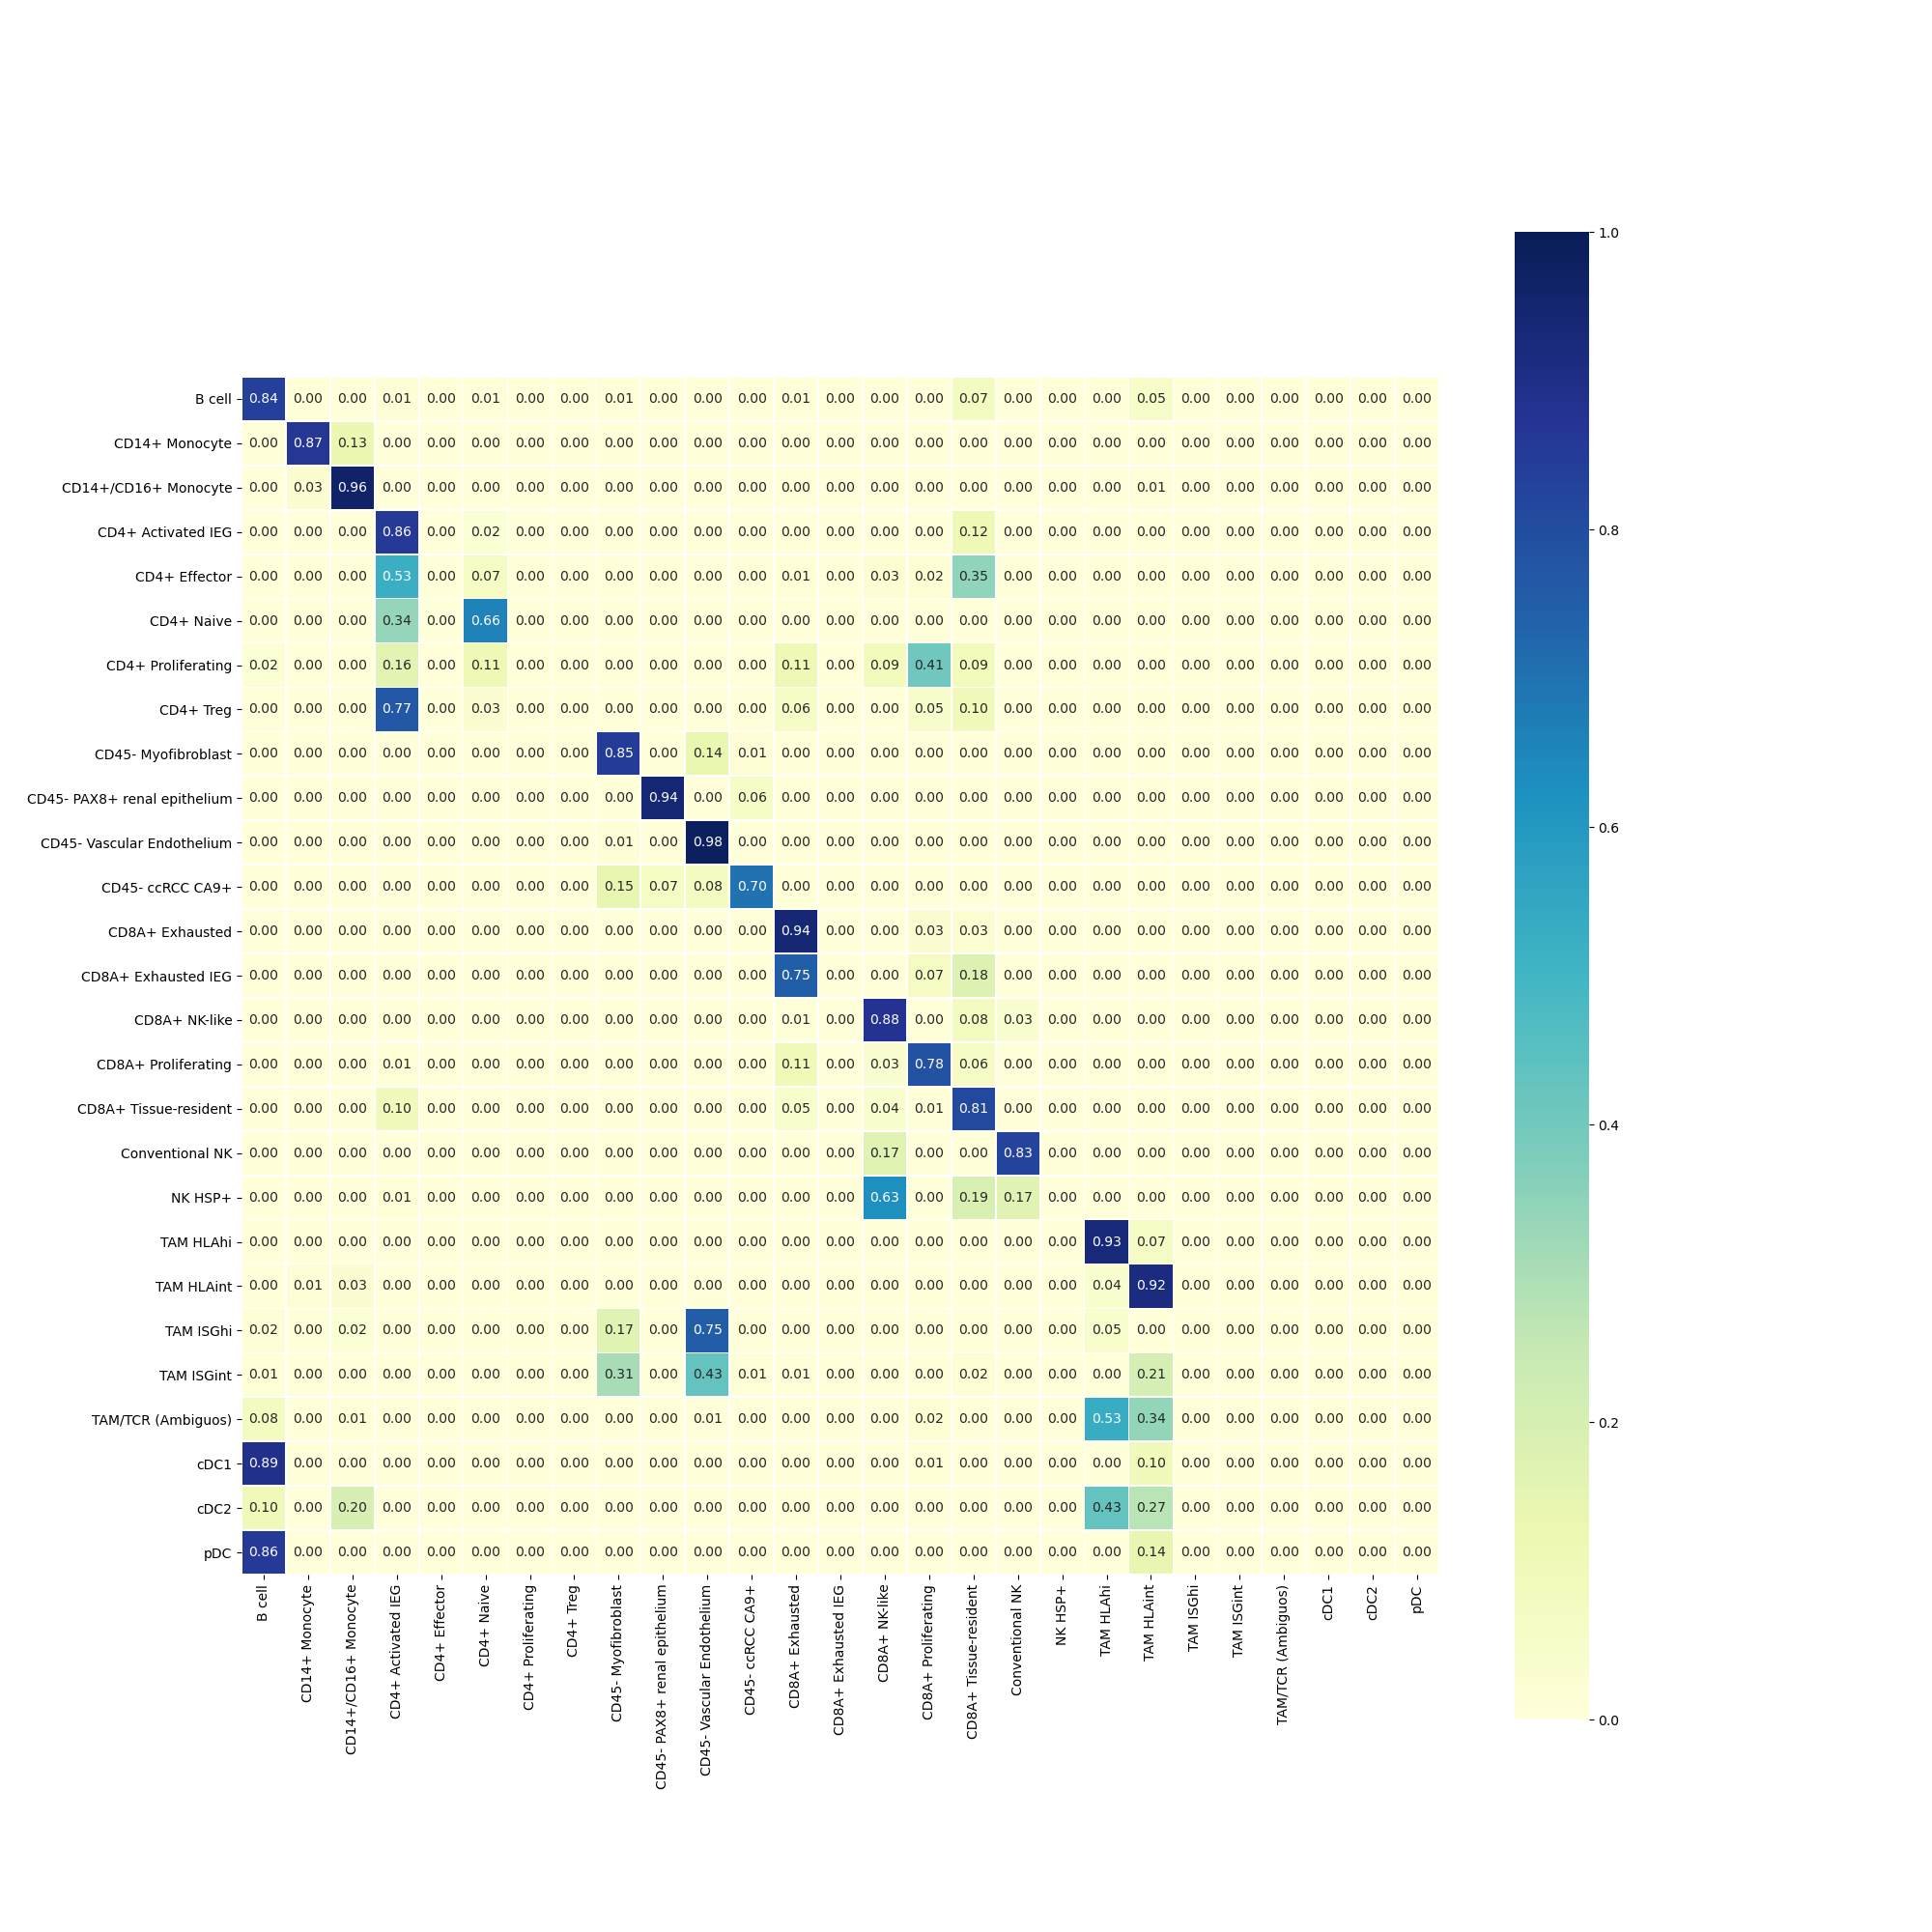 B cell 0.84 0.00 0.00 0.01 0.00 0.01 0.00 0.00 0.01 0.00 0.00 0.00 0.01 0.00 0.00 0.00 0.07 0.00 0.00 0.00 0.05 0.00 0.00 0.00 0.00 0.00 0.00
CD14+ Monocyte 0.00 0.87 0.13 0.00 0.00 0.00 0.00 0.00 0.00 0.00 0.00 0.00 0.00 0.00 0.00 0.00 0.00 0.00 0.00 0.00 0.00 0.00 0.00 0.00 0.00 0.00 0.00
CD14+/CD16+ Monocyte 0.00 0.03 0.96 0.00 0.00 0.00 0.00 0.00 0.00 0.00 0.00 0.00 0.00 0.00 0.00 0.00 0.00 0.00 0.00 0.00 0.01 0.00 0.00 0.00 0.00 0.00 0.00
CD4+ Activated IEG 0.00 0.00 0.00 0.86 0.00 0.02 0.00 0.00 0.00 0.00 0.00 0.00 0.00 0.00 0.00 0.00 0.12 0.00 0.00 0.00 0.00 0.00 0.00 0.00 0.00 0.00 0.00
CD4+ Effector 0.00 0.00 0.00 0.53 0.00 0.07 0.00 0.00 0.00 0.00 0.00 0.00 0.01 0.00 0.03 0.02 0.35 0.00 0.00 0.00 0.00 0.00 0.00 0.00 0.00 0.00 0.00
CD4+ Naive 0.00 0.00 0.00 0.34 0.00 0.66 0.00 0.00 0.00 0.00 0.00 0.00 0.00 0.00 0.00 0.00 0.00 0.00 0.00 0.00 0.00 0.00 0.00 0.00 0.00 0.00 0.00
CD4+ Proliferating 0.02 0.00 0.00 0.16 0.00 0.11 0.00 0.00 0.00 0.00 0.00 0.00 0.11 0.00 0.09 0.41 0.09 0.00 0.00 0.00 0.00 0.00 0.00 0.00 0.00 0.00 0.00
CD4+ Treg 0.00 0.00 0.00 0.77 0.00 0.03 0.00 0.00 0.00 0.00 0.00 0.00 0.06 0.00 0.00 0.05 0.10 0.00 0.00 0.00 0.00 0.00 0.00 0.00 0.00 0.00 0.00
CD45- Myofibroblast 0.00 0.00 0.00 0.00 0.00 0.00 0.00 0.00 0.85 0.00 0.14 0.01 0.00 0.00 0.00 0.00 0.00 0.00 0.00 0.00 0.00 0.00 0.00 0.00 0.00 0.00 0.00
CD45- PAX8+ renal epithelium 0.00 0.00 0.00 0.00 0.00 0.00 0.00 0.00 0.00 0.94 0.00 0.06 0.00 0.00 0.00 0.00 0.00 0.00 0.00 0.00 0.00 0.00 0.00 0.00 0.00 0.00 0.00
CD45- Vascular Endothelium 0.00 0.00 0.00 0.00 0.00 0.00 0.00 0.00 0.01 0.00 0.98 0.00 0.00 0.00 0.00 0.00 0.00 0.00 0.00 0.00 0.00 0.00 0.00 0.00 0.00 0.00 0.00
CD45- ccRCC CA9+ 0.00 0.00 0.00 0.00 0.00 0.00 0.00 0.00 0.15 0.07 0.08 0.70 0.00 0.00 0.00 0.00 0.00 0.00 0.00 0.00 0.00 0.00 0.00 0.00 0.00 0.00 0.00
CD8A+ Exhausted 0.00 0.00 0.00 0.00 0.00 0.00 0.00 0.00 0.00 0.00 0.00 0.00 0.94 0.00 0.00 0.03 0.03 0.00 0.00 0.00 0.00 0.00 0.00 0.00 0.00 0.00 0.00
CD8A+ Exhausted IEG 0.00 0.00 0.00 0.00 0.00 0.00 0.00 0.00 0.00 0.00 0.00 0.00 0.75 0.00 0.00 0.07 0.18 0.00 0.00 0.00 0.00 0.00 0.00 0.00 0.00 0.00 0.00
CD8A+ NK-like 0.00 0.00 0.00 0.00 0.00 0.00 0.00 0.00 0.00 0.00 0.00 0.00 0.01 0.00 0.88 0.00 0.08 0.03 0.00 0.00 0.00 0.00 0.00 0.00 0.00 0.00 0.00
CD8A+ Proliferating 0.00 0.00 0.00 0.01 0.00 0.00 0.00 0.00 0.00 0.00 0.00 0.00 0.11 0.00 0.03 0.78 0.06 0.00 0.00 0.00 0.00 0.00 0.00 0.00 0.00 0.00 0.00
CD8A+ Tissue-resident 0.00 0.00 0.00 0.10 0.00 0.00 0.00 0.00 0.00 0.00 0.00 0.00 0.05 0.00 0.04 0.01 0.81 0.00 0.00 0.00 0.00 0.00 0.00 0.00 0.00 0.00 0.00
Conventional NK 0.00 0.00 0.00 0.00 0.00 0.00 0.00 0.00 0.00 0.00 0.00 0.00 0.00 0.00 0.17 0.00 0.00 0.83 0.00 0.00 0.00 0.00 0.00 0.00 0.00 0.00 0.00
NK HSP+ 0.00 0.00 0.00 0.01 0.00 0.00 0.00 0.00 0.00 0.00 0.00 0.00 0.00 0.00 0.63 0.00 0.19 0.17 0.00 0.00 0.00 0.00 0.00 0.00 0.00 0.00 0.00
TAM HLAhi 0.00 0.00 0.00 0.00 0.00 0.00 0.00 0.00 0.00 0.00 0.00 0.00 0.00 0.00 0.00 0.00 0.00 0.00 0.00 0.93 0.07 0.00 0.00 0.00 0.00 0.00 0.00
TAM HLAint 0.00 0.01 0.03 0.00 0.00 0.00 0.00 0.00 0.00 0.00 0.00 0.00 0.00 0.00 0.00 0.00 0.00 0.00 0.00 0.04 0.92 0.00 0.00 0.00 0.00 0.00 0.00
TAM ISGhi 0.02 0.00 0.02 0.00 0.00 0.00 0.00 0.00 0.17 0.00 0.75 0.00 0.00 0.00 0.00 0.00 0.00 0.00 0.00 0.05 0.00 0.00 0.00 0.00 0.00 0.00 0.00
TAM ISGint 0.01 0.00 0.00 0.00 0.00 0.00 0.00 0.00 0.31 0.00 0.43 0.01 0.01 0.00 0.00 0.00 0.02 0.00 0.00 0.00 0.21 0.00 0.00 0.00 0.00 0.00 0.00
TAM/TCR (Ambiguos) 0.08 0.00 0.01 0.00 0.00 0.00 0.00 0.00 0.00 0.00 0.01 0.00 0.00 0.00 0.00 0.02 0.00 0.00 0.00 0.53 0.34 0.00 0.00 0.00 0.00 0.00 0.00
cDC1 0.89 0.00 0.00 0.00 0.00 0.00 0.00 0.00 0.00 0.00 0.00 0.00 0.00 0.00 0.00 0.01 0.00 0.00 0.00 0.00 0.10 0.00 0.00 0.00 0.00 0.00 0.00
cDC2 0.10 0.00 0.20 0.00 0.00 0.00 0.00 0.00 0.00 0.00 0.00 0.00 0.00 0.00 0.00 0.00 0.00 0.00 0.00 0.43 0.27 0.00 0.00 0.00 0.00 0.00 0.00
pDC 0.86 0.00 0.00 0.00 0.00 0.00 0.00 0.00 0.00 0.00 0.00 0.00 0.00 0.00 0.00 0.00 0.00 0.00 0.00 0.00 0.14 0.00 0.00 0.00 0.00 0.00 0.00
B cell
CD14+ Monocyte
CD14+/CD16+ Monocyte
CD4+ Activated IEG
CD4+ Effector
CD4+ Naive
CD4+ Proliferating
CD4+ Treg
CD45- Myofibroblast
CD45- PAX8+ renal epithelium
CD45- Vascular Endothelium
CD45- ccRCC CA9+
CD8A+ Exhausted
CD8A+ Exhausted IEG
CD8A+ NK-like
CD8A+ Proliferating
CD8A+ Tissue-resident
Conventional NK
NK HSP+
TAM HLAhi
TAM HLAint
TAM ISGhi
TAM ISGint
TAM/TCR (Ambiguos)
cDC1
cDC2
pDC
1.0
0.8
0.6
0.4
0.2
0.0